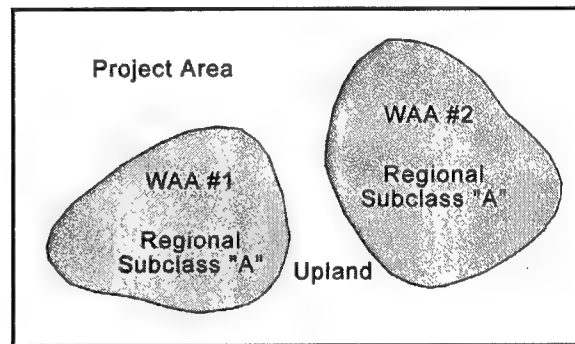 Project Area
WAA #2
Regional
Subclass "A"
WAA #1
Regional
Subclass "A"
Upland